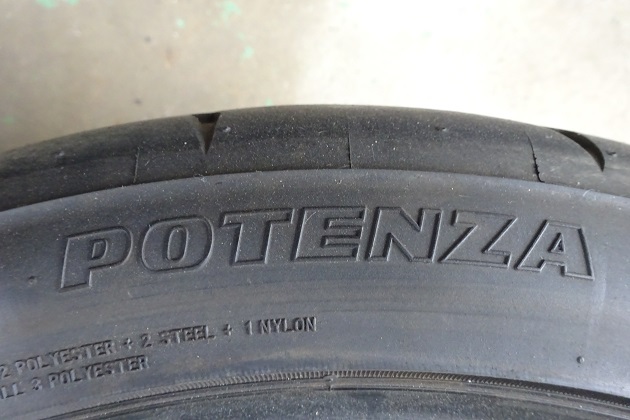 POTENZA
2 POLYESTER + 2 STEEL + 1 NYLON
3 POLYESTER